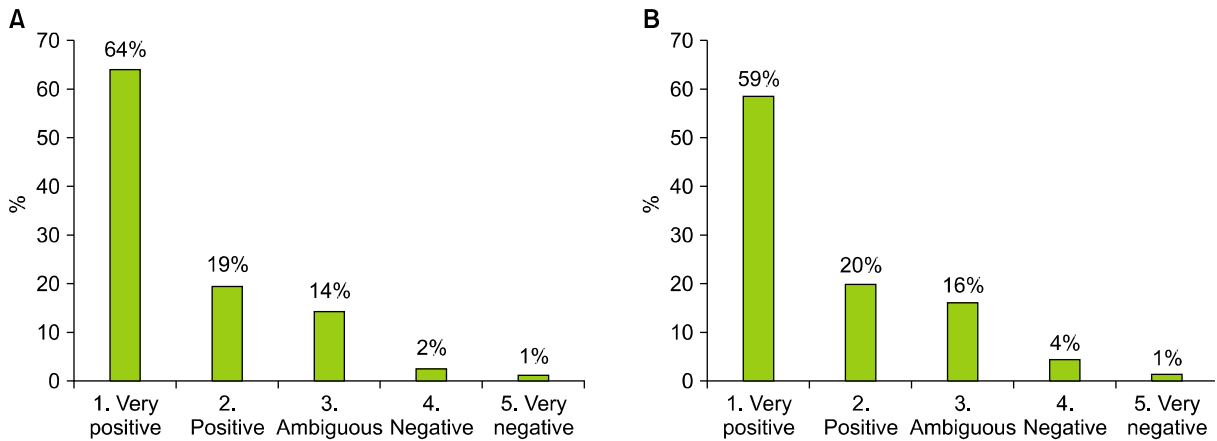 A
%
70
60
50
40
30
20
10
0
64%
19%
14%
2%
1%
1. Very
positive
2.
Positive
3.
Ambiguous
4.
Negative
5. Very
negative
B
%
70
60
50
40
30
20
10
0
59%
20%
16%
4%
1%
1. Very
positive
2.
Positive
3.
Ambiguous
4.
Negative
5. Very
negative